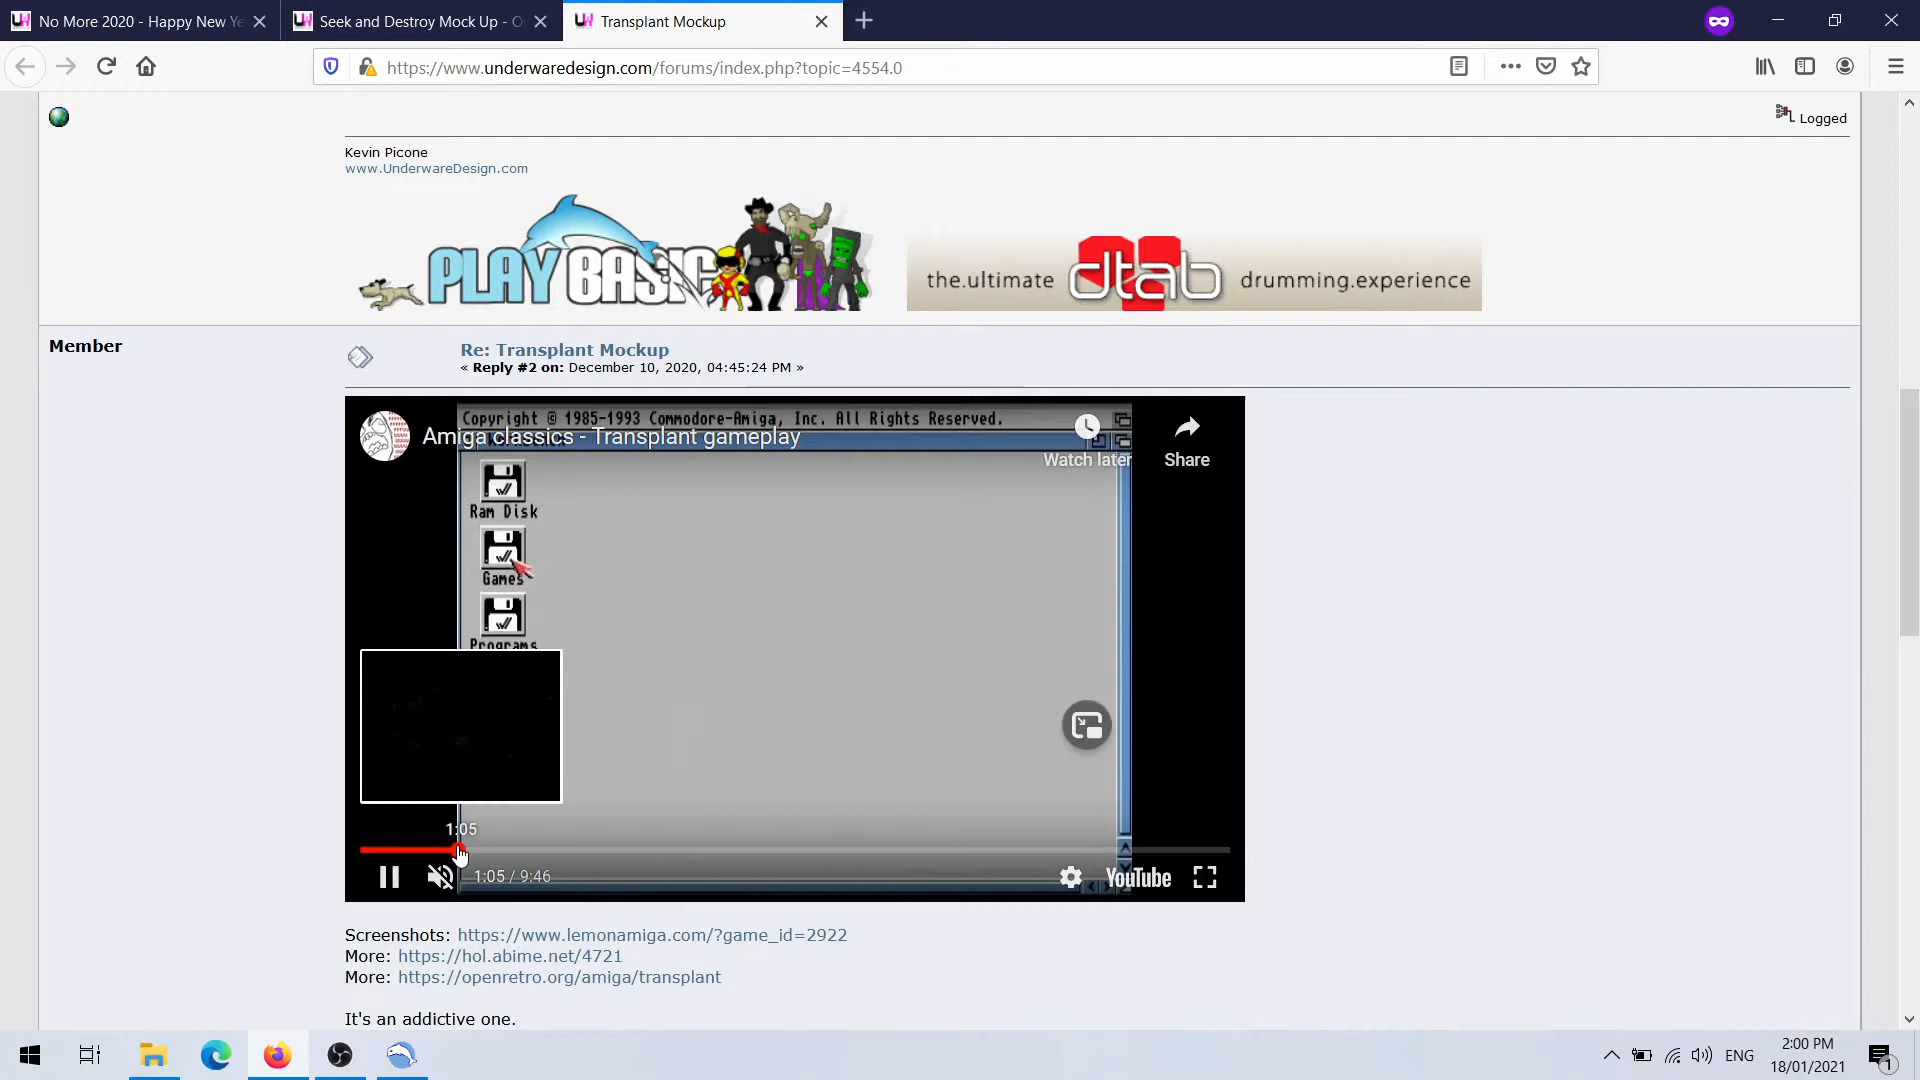 No More 2020 - Happy New Ye
Seek and Destroy Mock Up - O
Transplant Mockup
https://www.underwaredesign.com/forums/index.php?topic=4554.0
Logged
Kevin Picone
www.UnderwareDesign.com
PLAYBASIC
the.ultimate dtab drumming.experience
Member
Re: Transplant Mockup
« Reply #2 on: December 10, 2020, 04:45:24 PM »
Copyright © 1985-1993 Commodore-Amiga, Inc. All Rights Reserved.
Amiga classics - Transplant gameplay
Watch later
Share
Ram Disk
Games
Programs
1:05
1:05 / 9:46
YouTube
Screenshots: https://www.lemonamiga.com/?game_id=2922
More: https://hol.abime.net/4721
More: https://openretro.org/amiga/transplant
It's an addictive one.
ENG
2:00 PM
18/01/2021
1